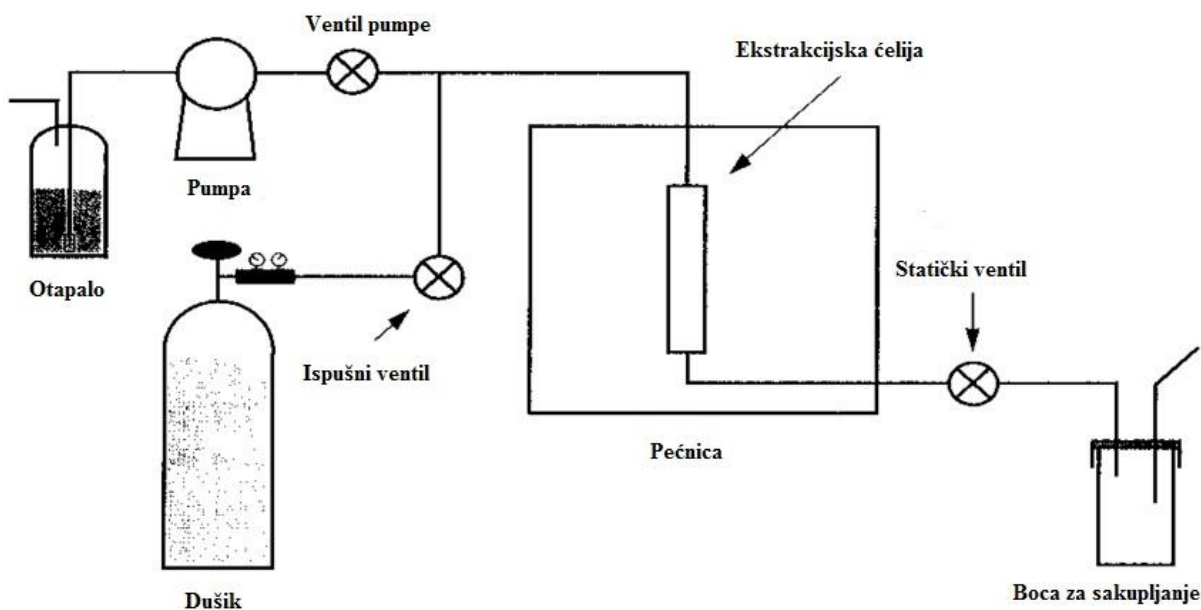 Ventil pumpe
Ekstrakcijska ćelija
Pumpa
Otapalo
Statički ventil
Ispušni ventil
Pećnica
Dušik
Boca za sakupljanje